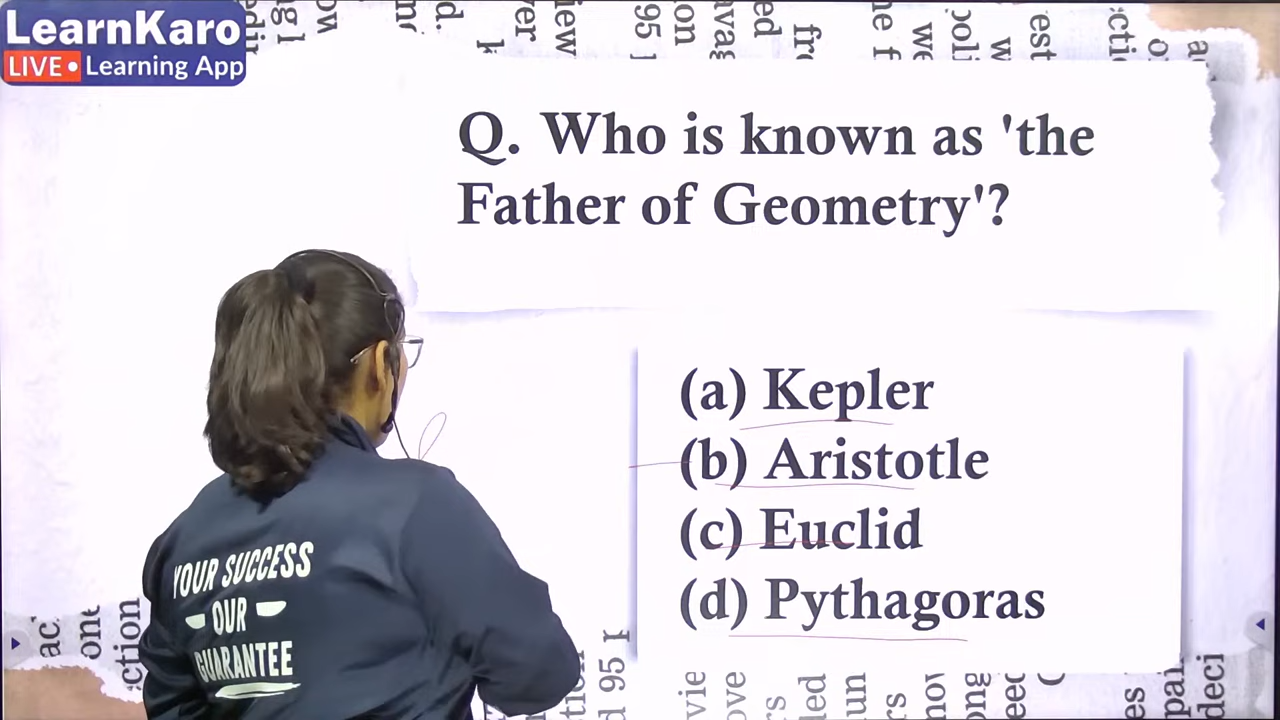 LearnKaro
LIVE • Learning App
Q. Who is known as 'the
Father of Geometry'?
(a) Kepler
(b) Aristotle
(c) Euclid
(d) Pythagoras
YOUR SUCCESS
OUR
GUARANTEE